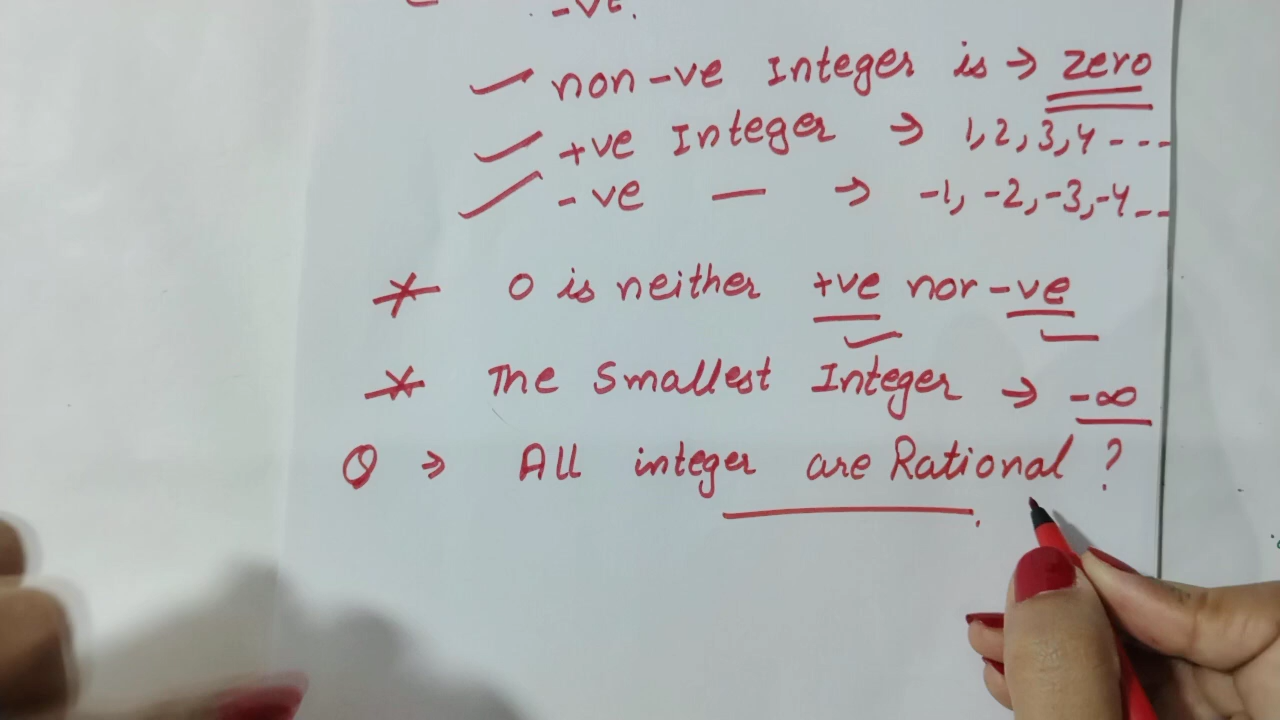 -ve.
✓ non-ve Integer is → zero
✓ +ve Integer → 1, 2, 3, 4 - - -
✓ -ve — → -1, -2, -3, -4 - -
* 0 is neither +ve nor -ve
* The Smallest Integer → -∞
Q → All integer are Rational ?